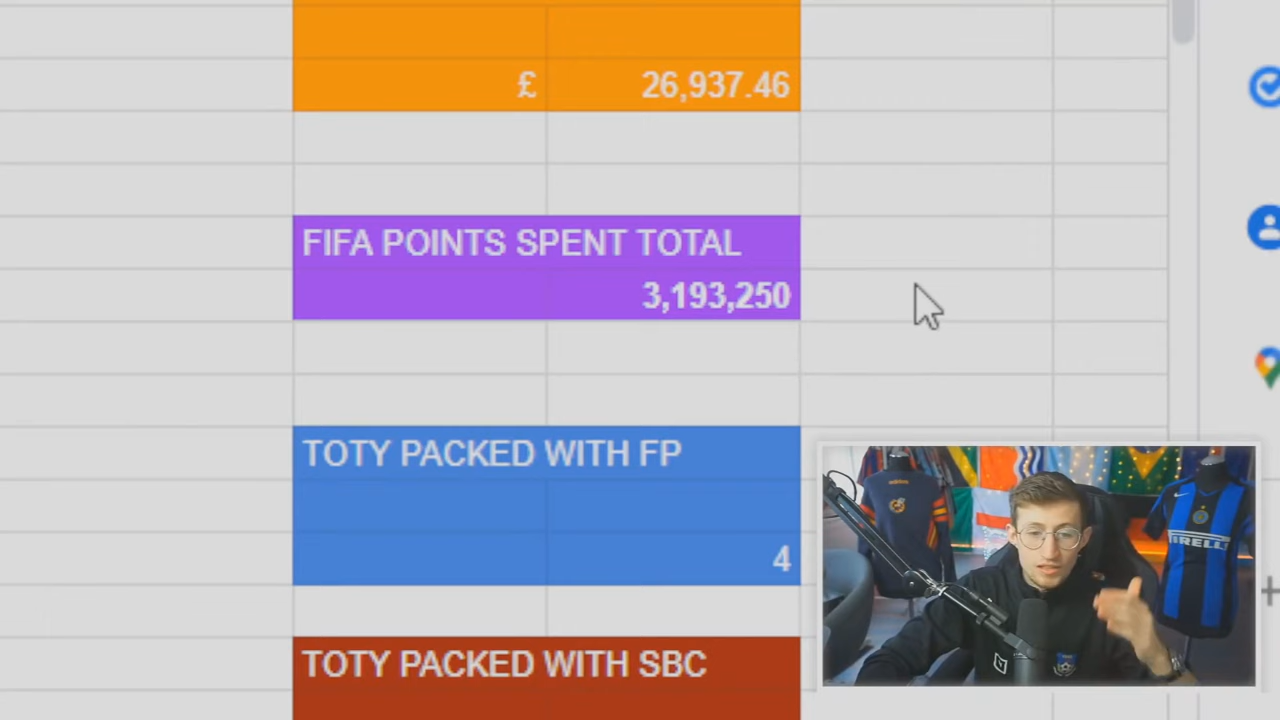 £ 26,937.46
FIFA POINTS SPENT TOTAL
3,193,250
TOTY PACKED WITH FP
4
TOTY PACKED WITH SBC
PIRELLI